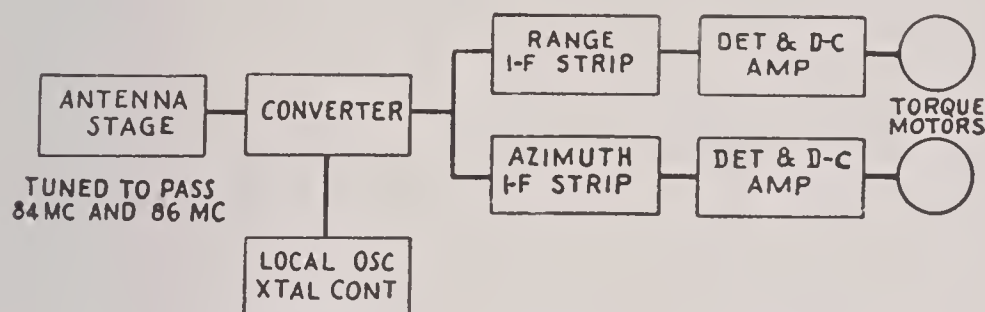 ANTENNA
STAGE
TUNED TO PASS
84 MC AND 86 MC
CONVERTER
LOCAL OSC
XTAL CONT
RANGE
I-F STRIP
DET & D-C
AMP
AZIMUTH
I-F STRIP
DET & D-C
AMP
TORQUE
MOTORS